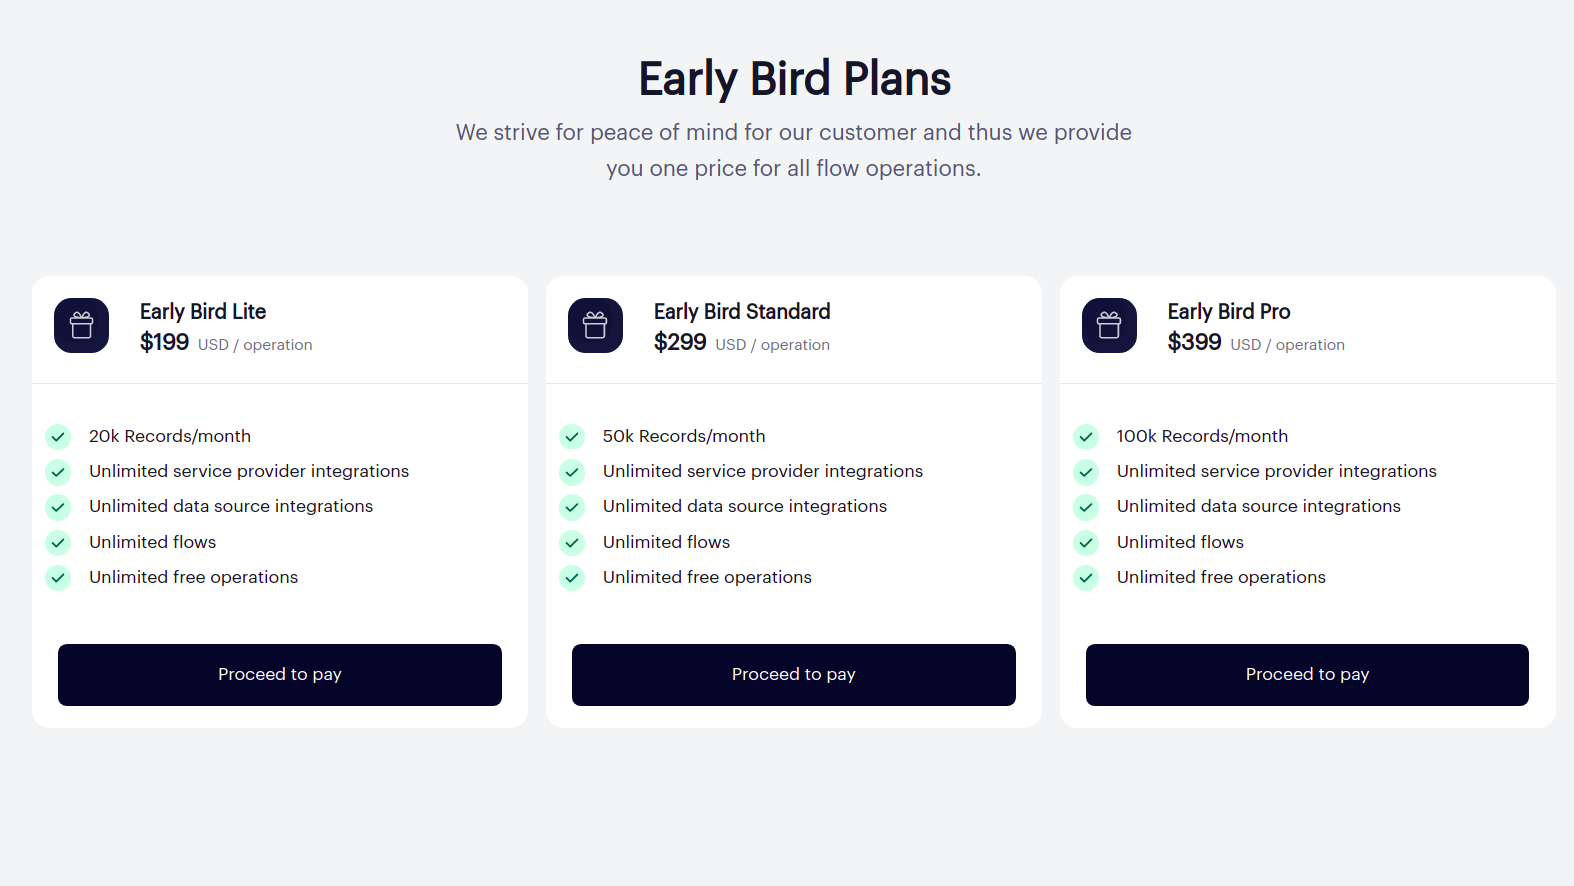 Early Bird Plans
We strive for peace of mind for our customer and thus we provide
you one price for all flow operations.
Early Bird Lite
$199 USD / operation
20k Records/month
Unlimited service provider integrations
Unlimited data source integrations
Unlimited flows
Unlimited free operations
Proceed to pay
Early Bird Standard
$299 USD / operation
50k Records/month
Unlimited service provider integrations
Unlimited data source integrations
Unlimited flows
Unlimited free operations
Proceed to pay
Early Bird Pro
$399 USD / operation
100k Records/month
Unlimited service provider integrations
Unlimited data source integrations
Unlimited flows
Unlimited free operations
Proceed to pay